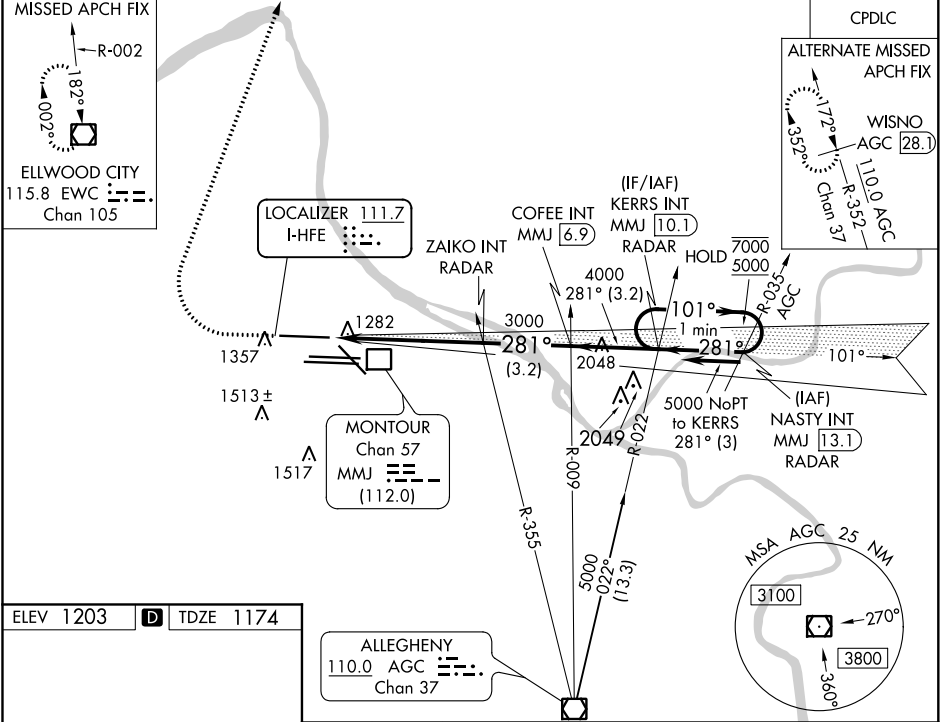 MISSED APCH FIX
R-002
182°
002°
ELLWOOD CITY
115.8 EWC
Chan 105
CPDLC
ALTERNATE MISSED
APCH FIX
172°
352°
WISNO
AGC 28.1
110.0 AGC
R-352
Chan 37
LOCALIZER 111.7
I-HFE
ZAIKO INT
RADAR
COFEE INT
MMJ 6.9
(IF/IAF)
KERRS INT
MMJ 10.1
RADAR
HOLD
7000
5000
R-035
AGC
4000
281° (3.2)
101°
1 min
281°
3000
281°
(3.2)
2048
101°
1282
1357
1513 ±
1517
2049
5000 NoPT
to KERRS
281° (3)
(IAF)
NASTY INT
MMJ 13.1
RADAR
MONTOUR
Chan 57
MMJ
(112.0)
R-355
R-009
R-022
5000
022°
(13.3)
MSA AGC 25 NM
3100
270°
3800
360°
ELEV 1203 D TDZE 1174
ALLEGHENY
110.0 AGC
Chan 37